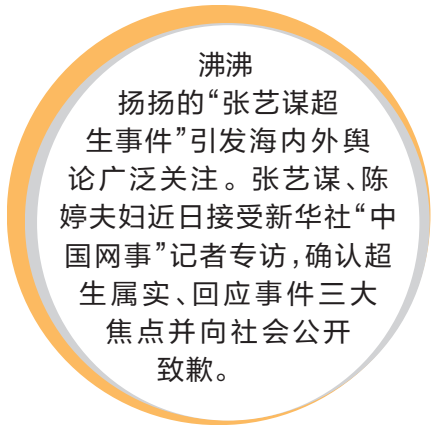 沸沸
扬扬的“张艺谋超
生事件”引发海内外舆
论广泛关注。张艺谋、陈
婷夫妇近日接受新华社“中
国网事”记者专访,确认超
生属实、回应事件三大
焦点并向社会公开
致歉。